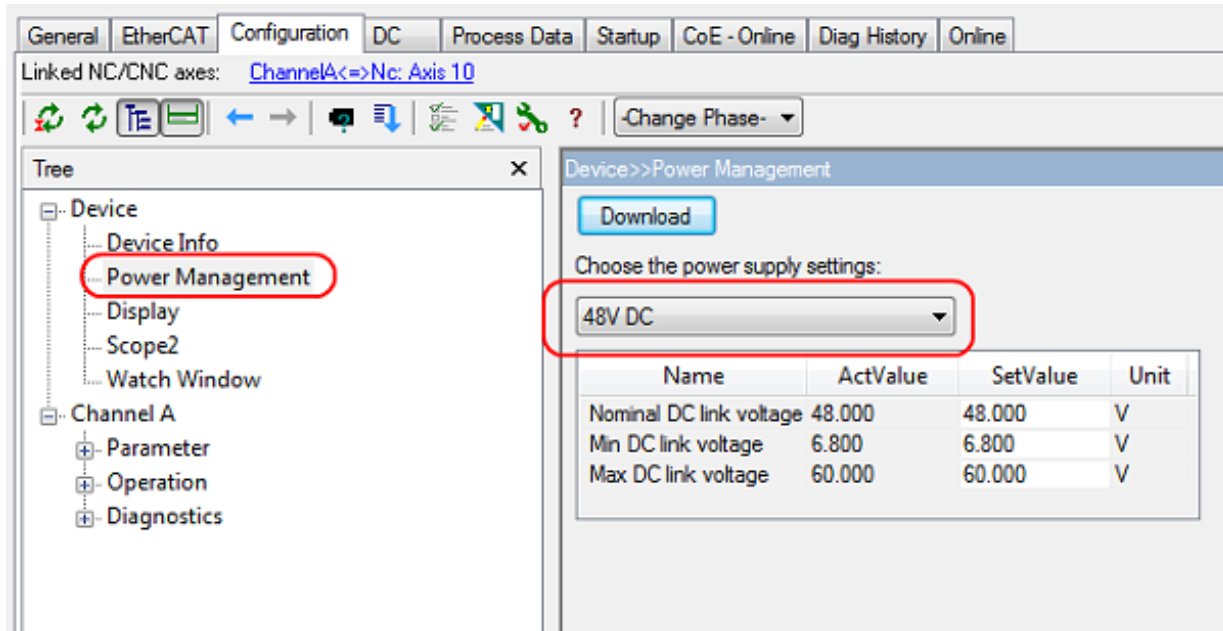 General EtherCAT Configuration DC Process Data Startup CoE - Online Diag History Online
Linked NC/CNC axes: ChannelA<=>Nc: Axis 10
? -Change Phase-
Tree x
Device
Device Info
Power Management
Display
Scope2
Watch Window
Channel A
Parameter
Operation
Diagnostics
Device>>Power Management
Download
Choose the power supply settings:
48V DC
Name ActValue SetValue Unit
Nominal DC link voltage 48.000 48.000 V
Min DC link voltage 6.800 6.800 V
Max DC link voltage 60.000 60.000 V